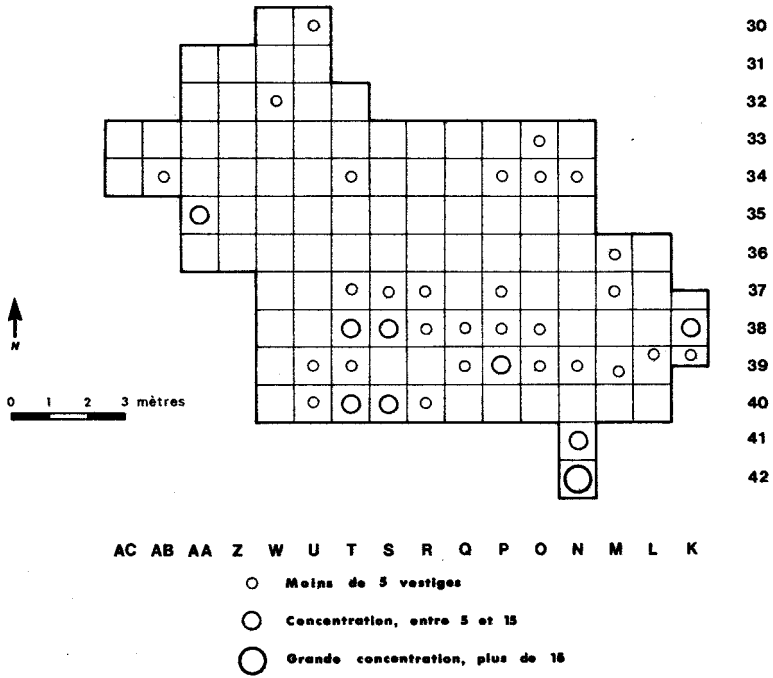 30
31
32
33
34
35
36
37
38
39
40
41
42
N
0 1 2 3 mètres
AC AB AA Z W U T S R Q P O N M L K
Moins de 5 vestiges
Concentration, entre 5 et 15
Grande concentration, plus de 15